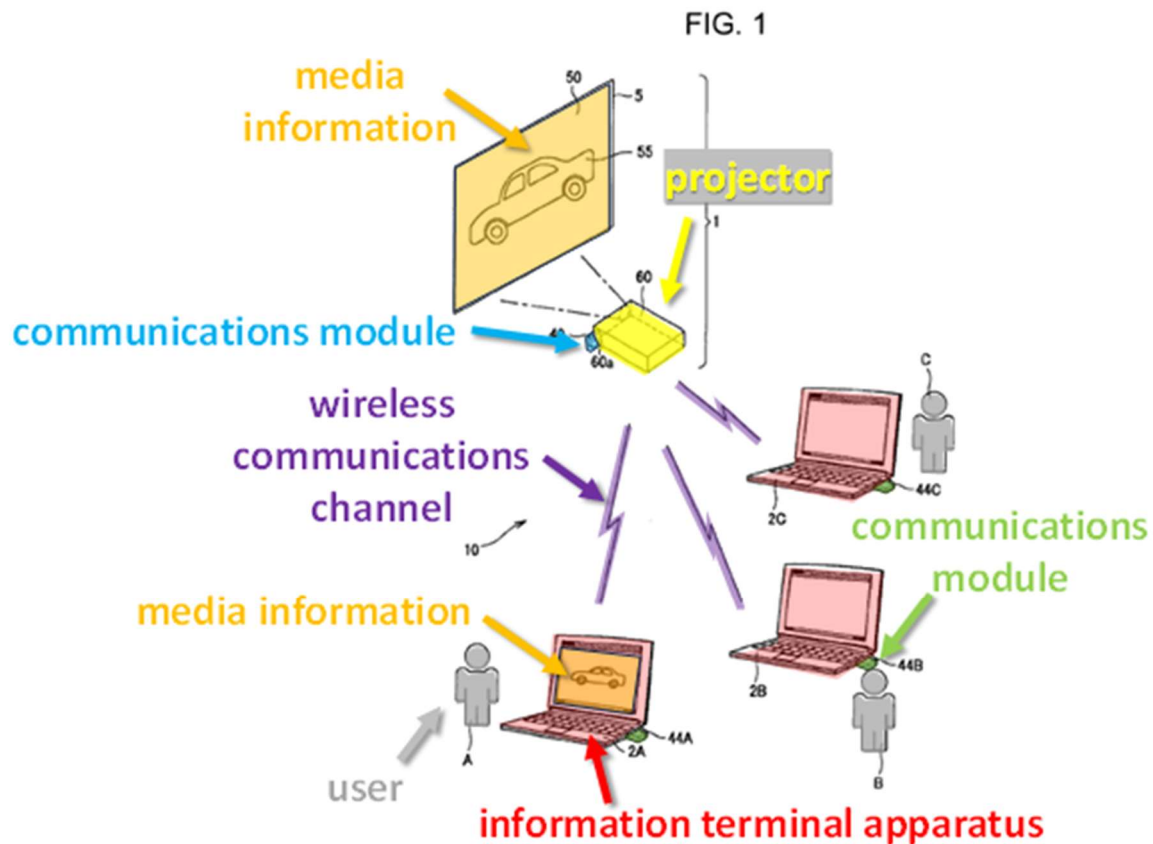 FIG. 1
media
information
50
5
55
projector
1
60
communications module
40
60a
wireless
communications
channel
C
44C
2C
10
communications
module
media information
44B
2B
B
44A
2A
A
user
information terminal apparatus